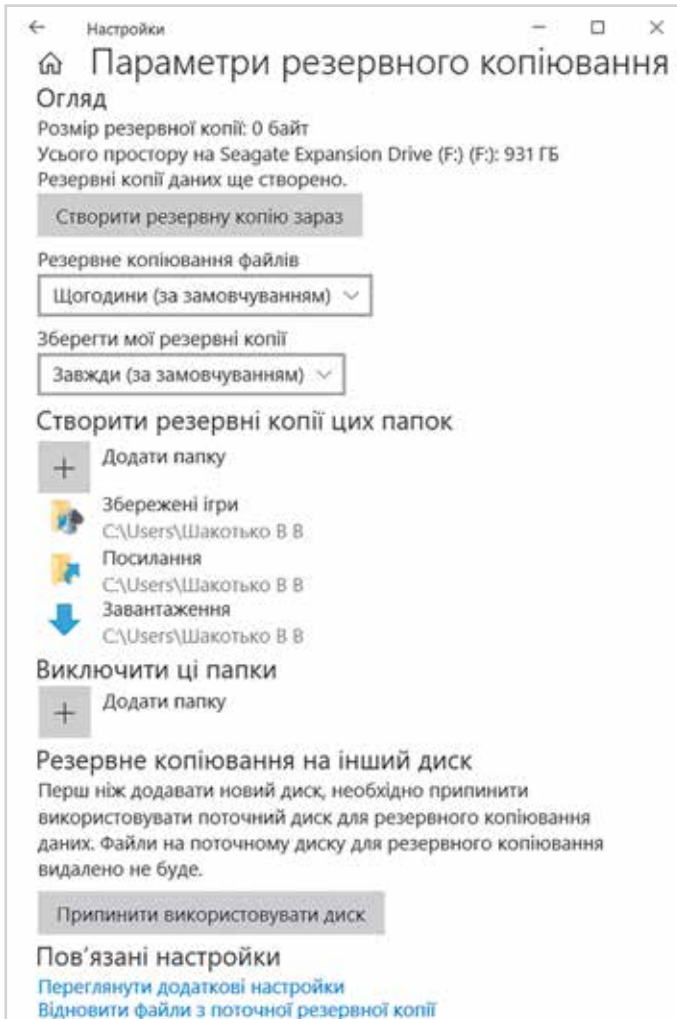 Настройки
Параметри резервного копіювання
Огляд
Розмір резервної копії: 0 байт
Усього простору на Seagate Expansion Drive (F:) (F:): 931 ГБ
Резервні копії даних ще створено.
Створити резервну копію зараз
Резервне копіювання файлів
Щогодини (за замовчуванням)
Зберегти мої резервні копії
Завжди (за замовчуванням)
Створити резервні копії цих папок
Додати папку
Збережені ігри
C:\Users\Шакотько В В
Посилання
C:\Users\Шакотько В В
Завантаження
C:\Users\Шакотько В В
Виключити ці папки
Додати папку
Резервне копіювання на інший диск
Перш ніж додавати новий диск, необхідно припинити
використовувати поточний диск для резервного копіювання
даних. Файли на поточному диску для резервного копіювання
видалено не буде.
Припинити використовувати диск
Пов’язані настройки
Переглянути додаткові настройки
Відновити файли з поточної резервної копії